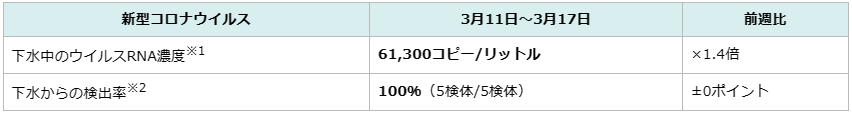 新型コロナウイルス 3月11日～3月17日 前週比
下水中のウイルスRNA濃度※1 61,300コピー/リットル ×1.4倍
下水からの検出率※2 100%（5検体/5検体） ±0ポイント